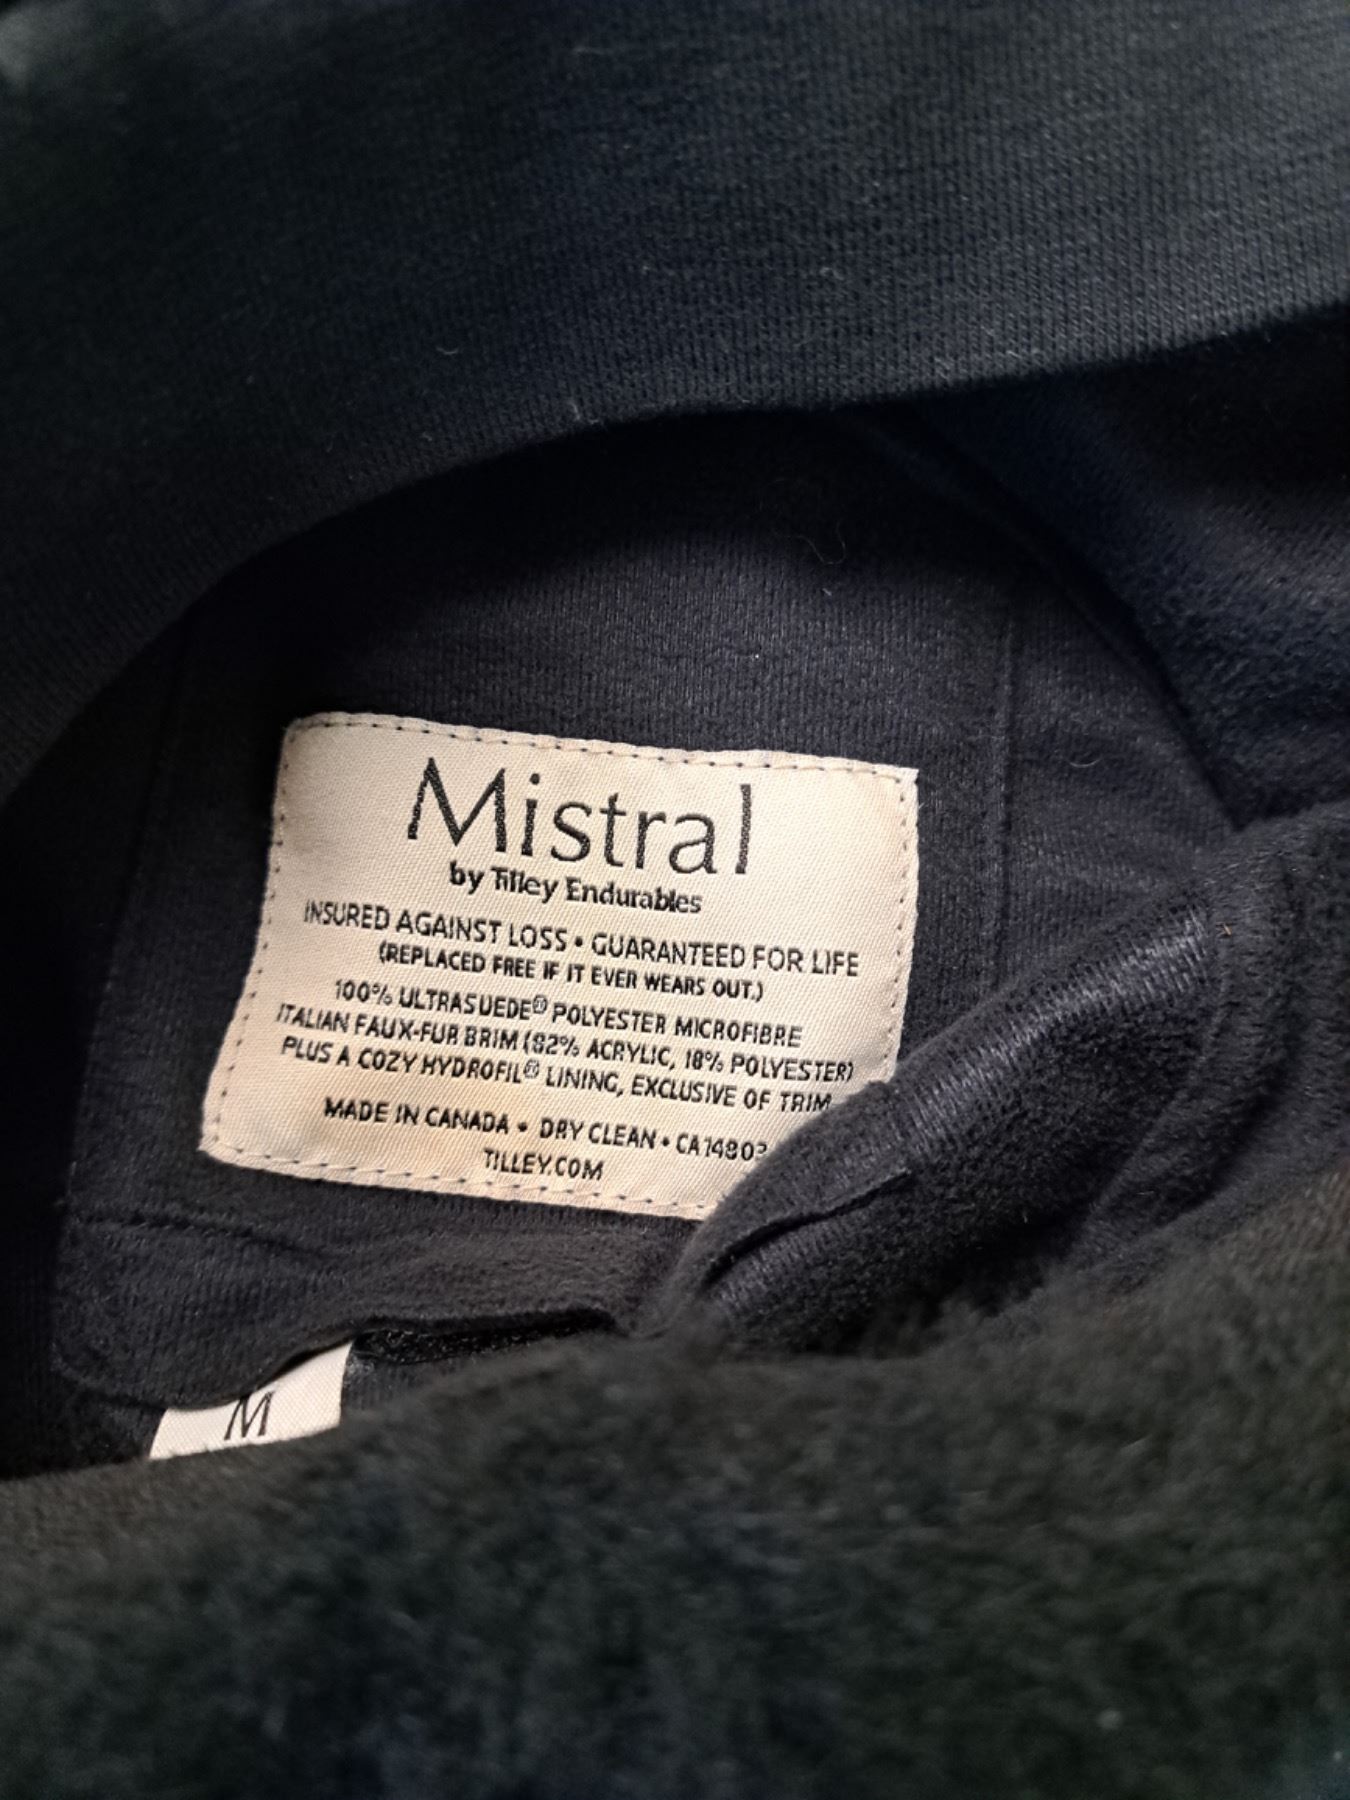 Mistral
by Tilley Endurables
INSURED AGAINST LOSS • GUARANTEED FOR LIFE
(REPLACED FREE IF IT EVER WEARS OUT.)
100% ULTRASUEDE® POLYESTER MICROFIBRE
ITALIAN FAUX-FUR BRIM (82% ACRYLIC, 18% POLYESTER)
PLUS A COZY HYDROFIL® LINING, EXCLUSIVE OF TRIM
MADE IN CANADA • DRY CLEAN •
TILLEY.COM
M